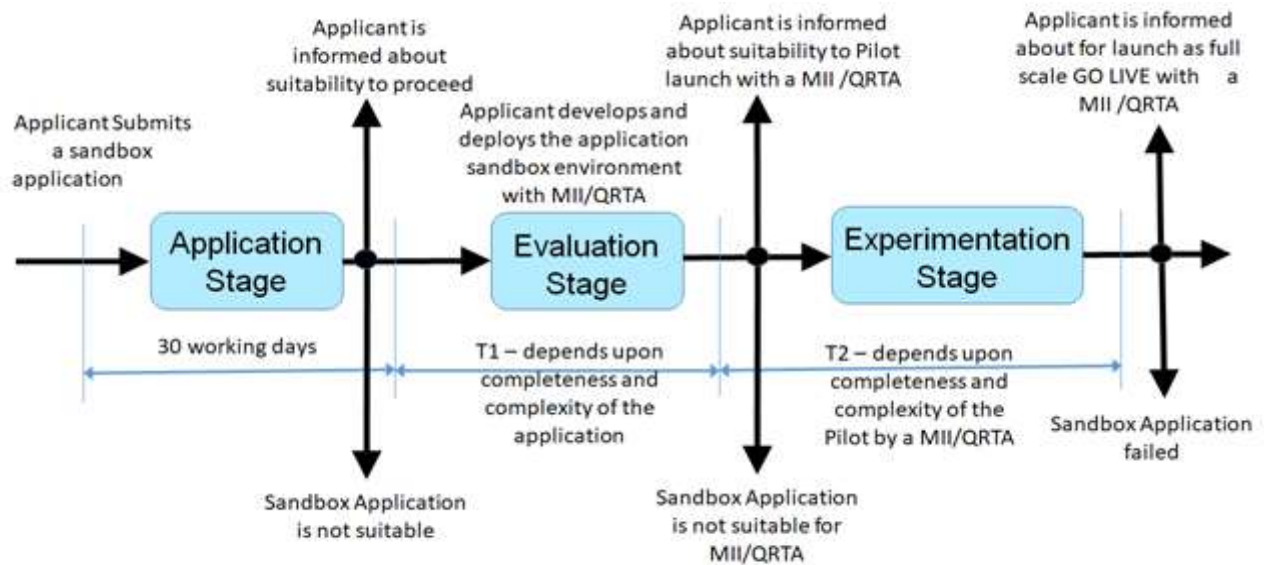 Applicant Submits
a sandbox
application
Application
Stage
30 working days
Applicant is
informed about
suitability to proceed
Sandbox Application
is not suitable
Applicant develops and
deploys the application
sandbox environment
with MII/QRTA
Evaluation
Stage
T1 – depends upon
completeness and
complexity of the
application
Applicant is informed
about suitability to Pilot
launch with a MII /QRTA
Sandbox Application
is not suitable for
MII/QRTA
Experimentation
Stage
T2 – depends upon
completeness and
complexity of the
Pilot by a MII/QRTA
Applicant is informed
about for launch as full
scale GO LIVE with a
MII /QRTA
Sandbox Application
failed